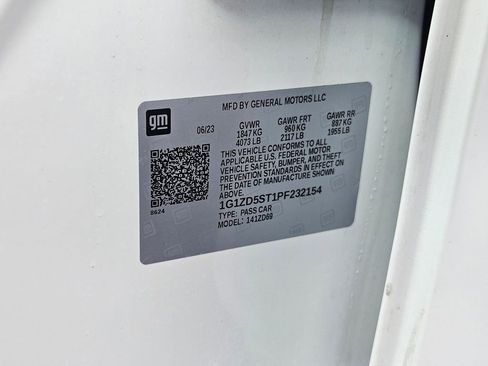 MFD BY GENERAL MOTORS LLC
gm
06/23 GVWR GAWR FRT GAWR RR
1847 KG 960 KG 887 KG
4073 LB 2117 LB 1955 LB
THIS VEHICLE CONFORMS TO ALL
APPLICABLE U.S. FEDERAL MOTOR
VEHICLE SAFETY, BUMPER, AND THEFT
PREVENTION STANDARDS IN EFFECT ON
THE DATE OF MANUFACTURE SHOWN
ABOVE.
8624
1G1ZD5ST1PF232154
TYPE: PASS CAR
MODEL: 141ZD69